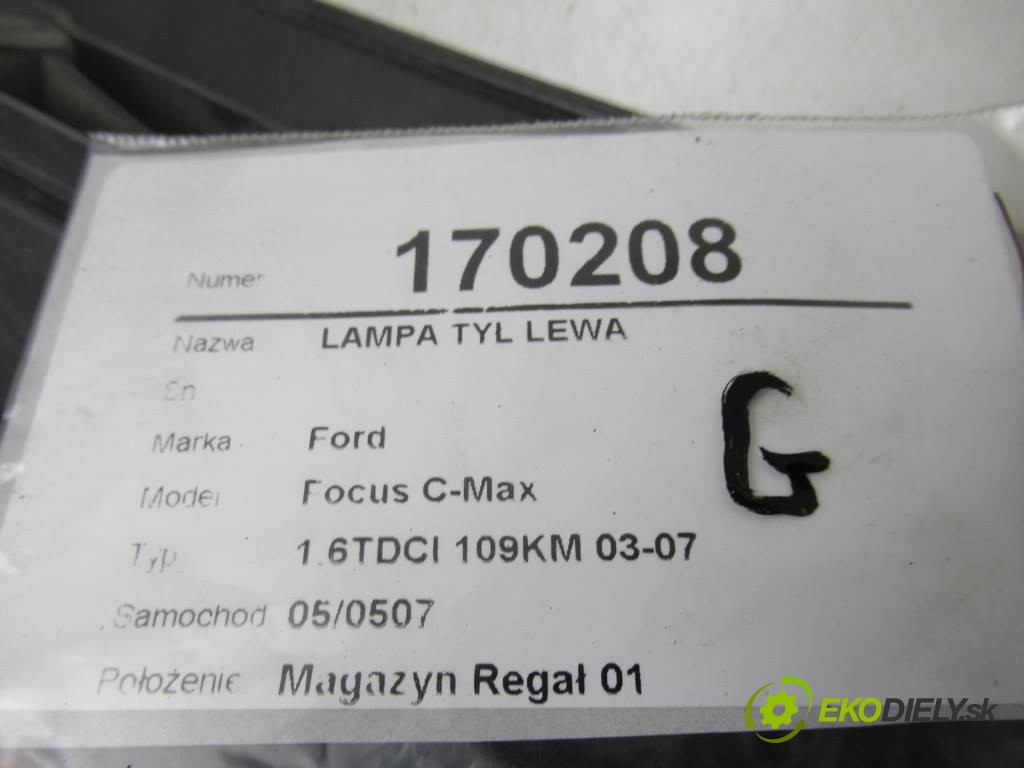 Numer 170208
Nazwa LAMPA TYL LEWA
Sn
Marka Ford
Model Focus C-Max
Typ 1.6TDCI 109KM 03-07
Samochod 05/0507
Położenie Magazyn Regał 01
G
EKODIELY.sk